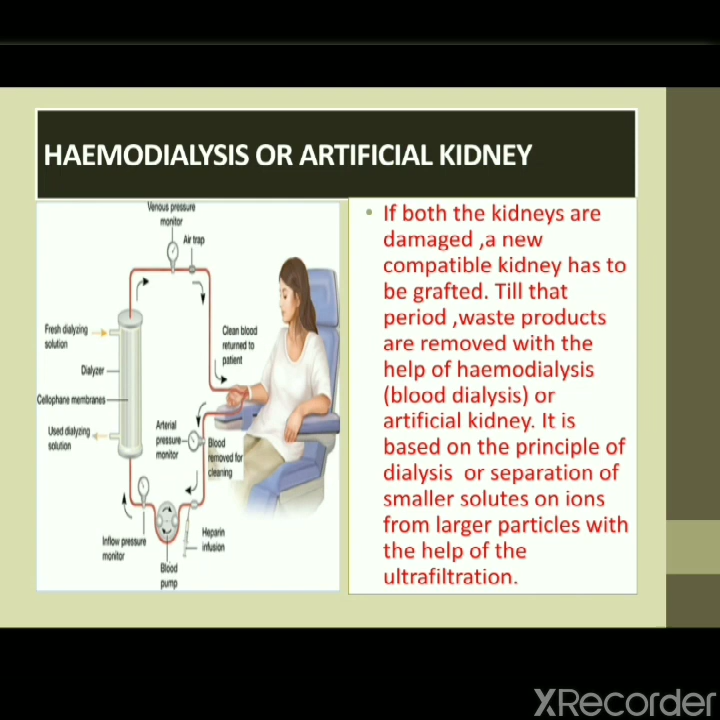 HAEMODIALYSIS OR ARTIFICIAL KIDNEY
Venous pressure
monitor
Air trap
Fresh dialyzing
solution
Clean blood
returned to
patient
Dialyzer
Cellophane membranes
Used dialyzing
solution
Arterial
pressure
monitor
Blood
removed for
cleaning
Inflow pressure
monitor
Heparin
infusion
Blood
pump
• If both the kidneys are
damaged ,a new
compatible kidney has to
be grafted. Till that
period ,waste products
are removed with the
help of haemodialysis
(blood dialysis) or
artificial kidney. It is
based on the principle of
dialysis or separation of
smaller solutes on ions
from larger particles with
the help of the
ultrafiltration.
XRecorder